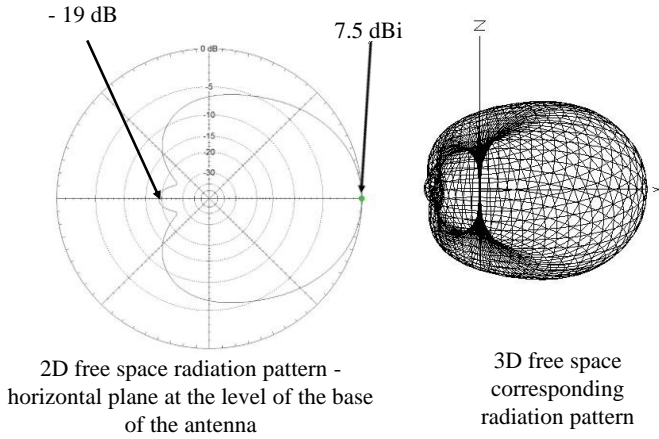 - 19 dB
7.5 dBi
0 dB
-5
-10
-15
-20
-30
Z
2D free space radiation pattern -
horizontal plane at the level of the base
of the antenna
3D free space
corresponding
radiation pattern